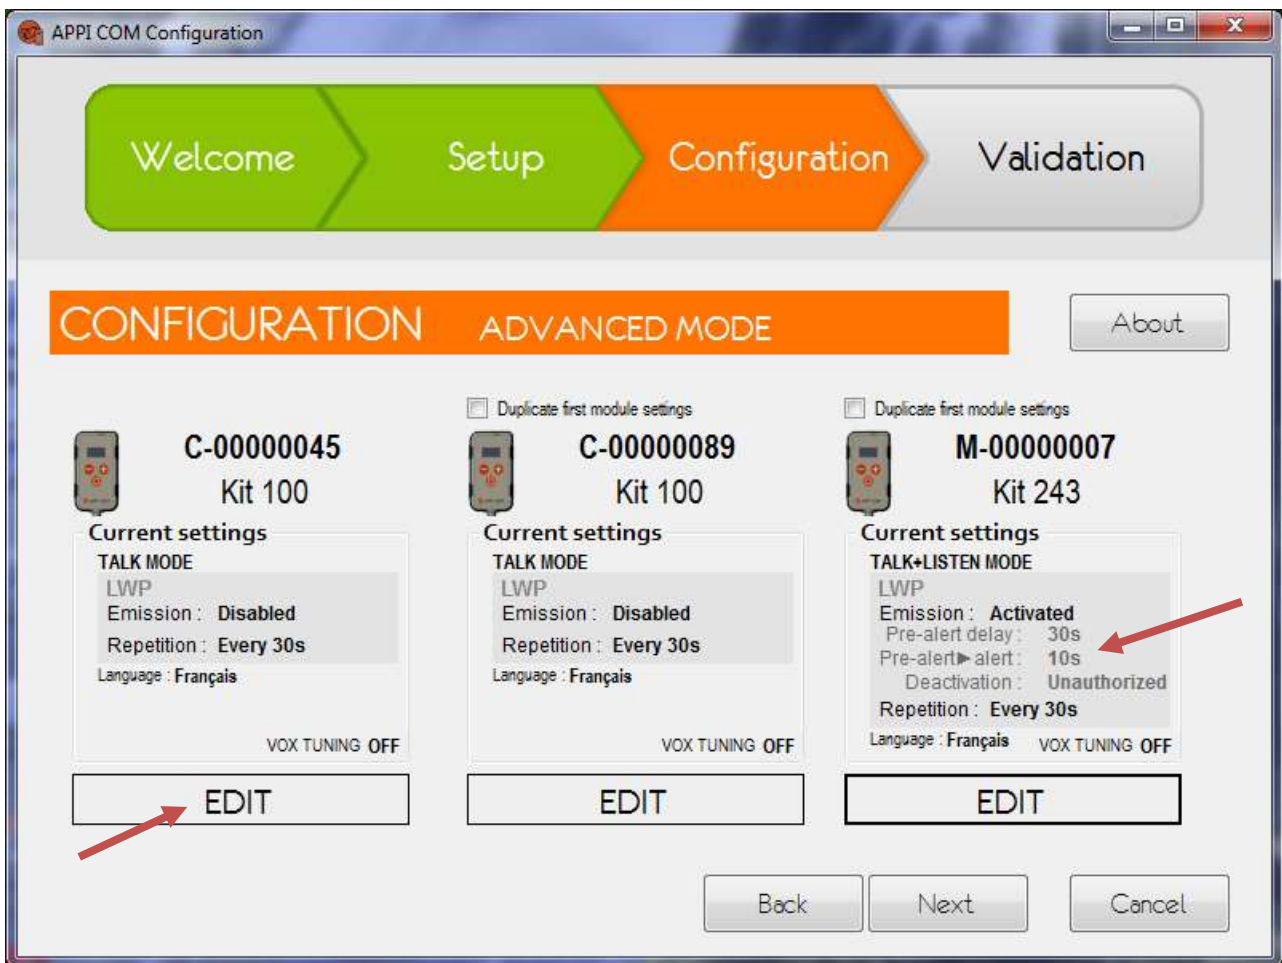 APPI COM Configuration
Welcome
Setup
Configuration
Validation
CONFIGURATION ADVANCED MODE
About
C-00000045
Kit 100
Current settings
TALK MODE
LWP
Emission : Disabled
Repetition : Every 30s
Language : Français
VOX TUNING OFF
EDIT
Duplicate first module settings
C-00000089
Kit 100
Current settings
TALK MODE
LWP
Emission : Disabled
Repetition : Every 30s
Language : Français
VOX TUNING OFF
EDIT
Duplicate first module settings
M-00000007
Kit 243
Current settings
TALK+LISTEN MODE
LWP
Emission : Activated
Pre-alert delay : 30s
Pre-alert►alert : 10s
Deactivation : Unauthorized
Repetition : Every 30s
Language : Français VOX TUNING OFF
EDIT
Back
Next
Cancel